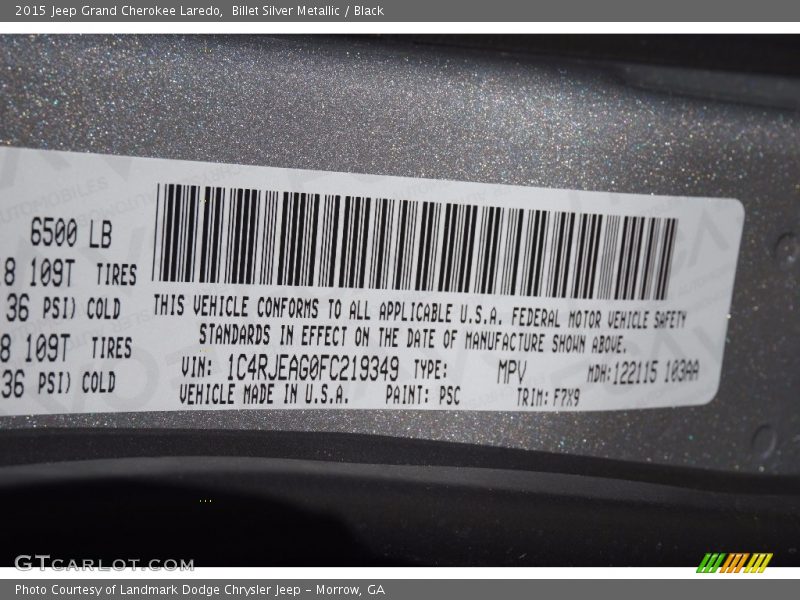 2015 Jeep Grand Cherokee Laredo, Billet Silver Metallic / Black
6500 LB
8 109T TIRES
36 PSI) COLD
8 109T TIRES
36 PSI) COLD
THIS VEHICLE CONFORMS TO ALL APPLICABLE U.S.A. FEDERAL MOTOR VEHICLE SAFETY
STANDARDS IN EFFECT ON THE DATE OF MANUFACTURE SHOWN ABOVE.
VIN: 1C4RJEAG0FC219349 TYPE: MPV MDH:122115 103AA
VEHICLE MADE IN U.S.A. PAINT: PSC TRIM: F7X9
GTCARLOT.COM
Photo Courtesy of Landmark Dodge Chrysler Jeep - Morrow, GA